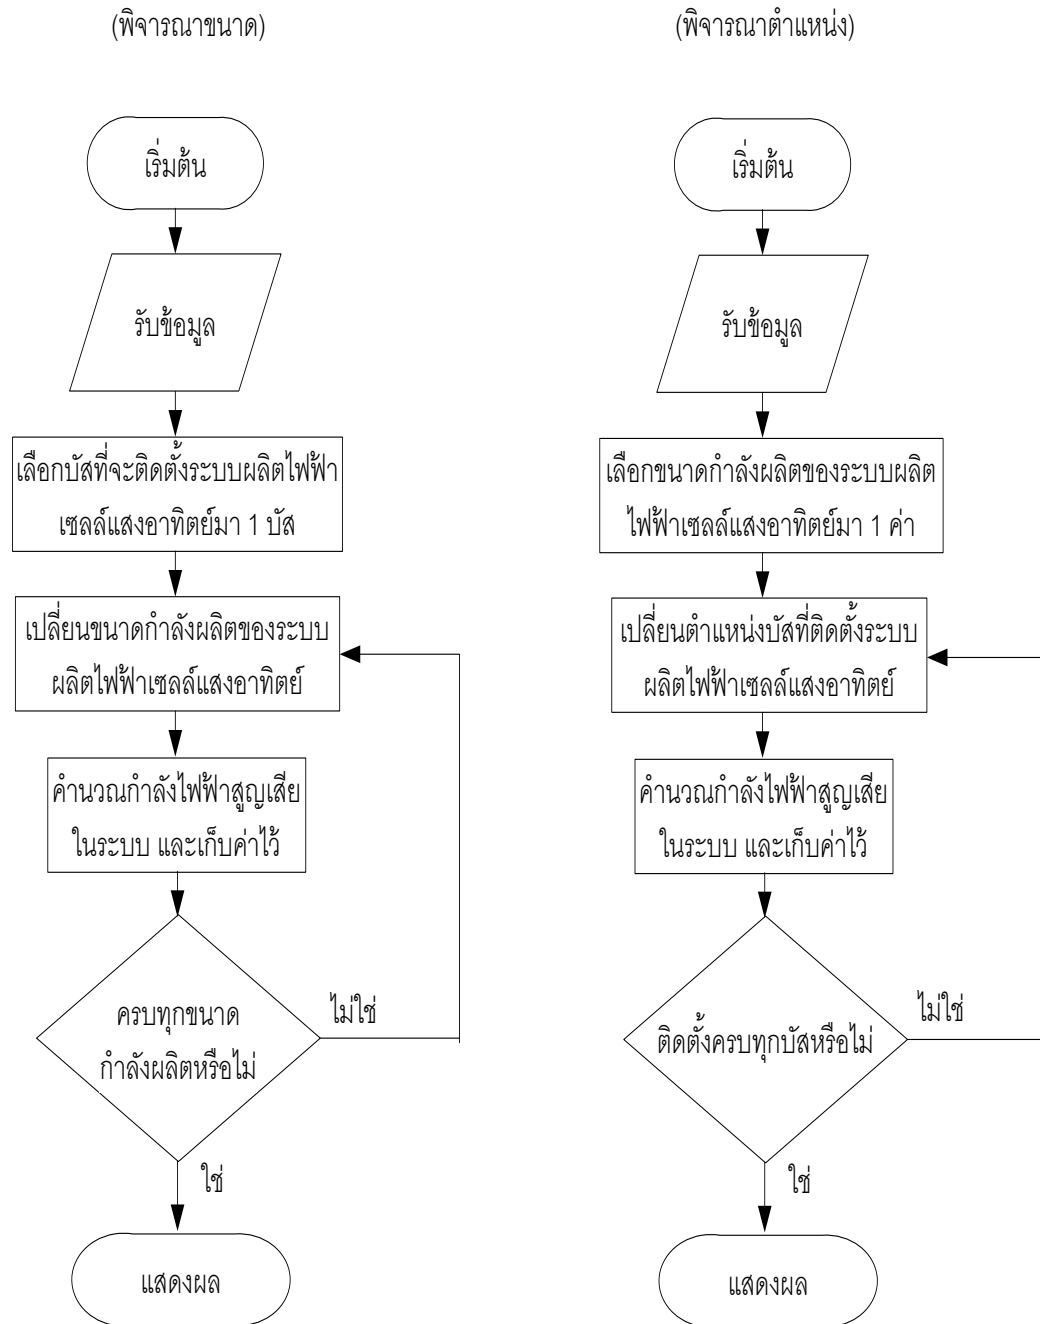 (พิจารณาขนาด)
เริ่มต้น
รับข้อมูล
เลือกบัสที่จะติดตั้งระบบผลิตไฟฟ้า
เซลล์แสงอาทิตย์มา 1 บัส
เปลี่ยนขนาดกำลังผลิตของระบบ
ผลิตไฟฟ้าเซลล์แสงอาทิตย์
คำนวณกำลังไฟฟ้าสูญเสีย
ในระบบ และเก็บค่าไว้
ครบทุกขนาด
กำลังผลิตหรือไม่
ไม่ใช่
ใช่
แสดงผล
(พิจารณาตำแหน่ง)
เริ่มต้น
รับข้อมูล
เลือกขนาดกำลังผลิตของระบบผลิต
ไฟฟ้าเซลล์แสงอาทิตย์มา 1 ค่า
เปลี่ยนตำแหน่งบัสที่ติดตั้งระบบ
ผลิตไฟฟ้าเซลล์แสงอาทิตย์
คำนวณกำลังไฟฟ้าสูญเสีย
ในระบบ และเก็บค่าไว้
ติดตั้งครบทุกบัสหรือไม่
ไม่ใช่
ใช่
แสดงผล